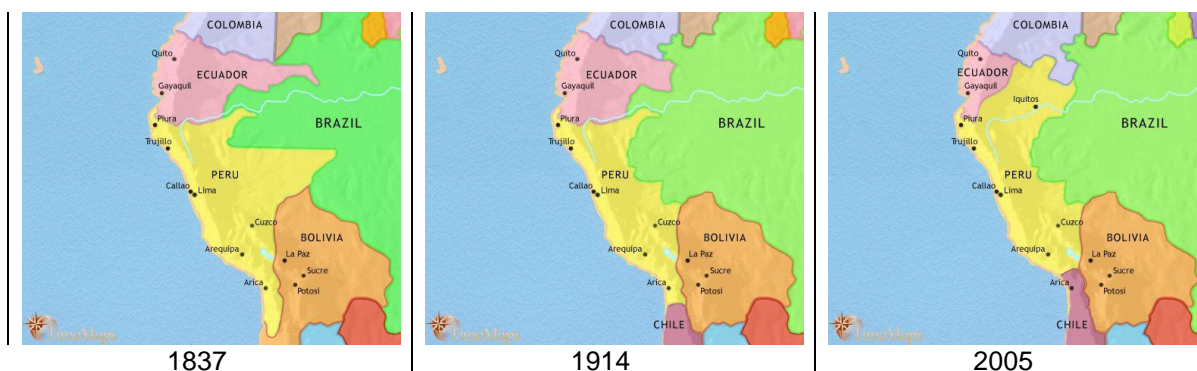 COLOMBIA
Quito
ECUADOR
Gayaquil
Piura
BRAZIL
Trujillo
PERU
Callao
Lima
Cuzco
BOLIVIA
Arequipa
La Paz
Sucre
Arica
Potosi
TimeMaps
1837
COLOMBIA
Quito
ECUADOR
Gayaquil
Piura
BRAZIL
Trujillo
PERU
Callao
Lima
Cuzco
BOLIVIA
Arequipa
La Paz
Sucre
Arica
Potosi
CHILE
TimeMaps
1914
COLOMBIA
Quito
ECUADOR
Gayaquil
Iquitos
Piura
BRAZIL
Trujillo
PERU
Callao
Lima
Cuzco
BOLIVIA
Arequipa
La Paz
Sucre
Arica
Potosi
CHILE
TimeMaps
2005